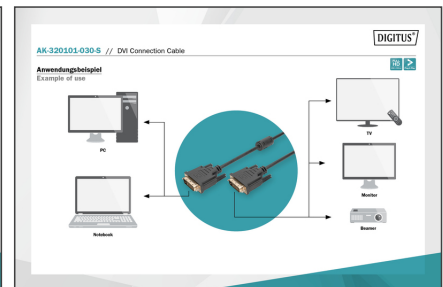 DIGITUS®
AK-320101-030-S // DVI Connection Cable
Anwendungsbeispiel
Example of use
PC
TV
Monitor
Notebook
Beamer